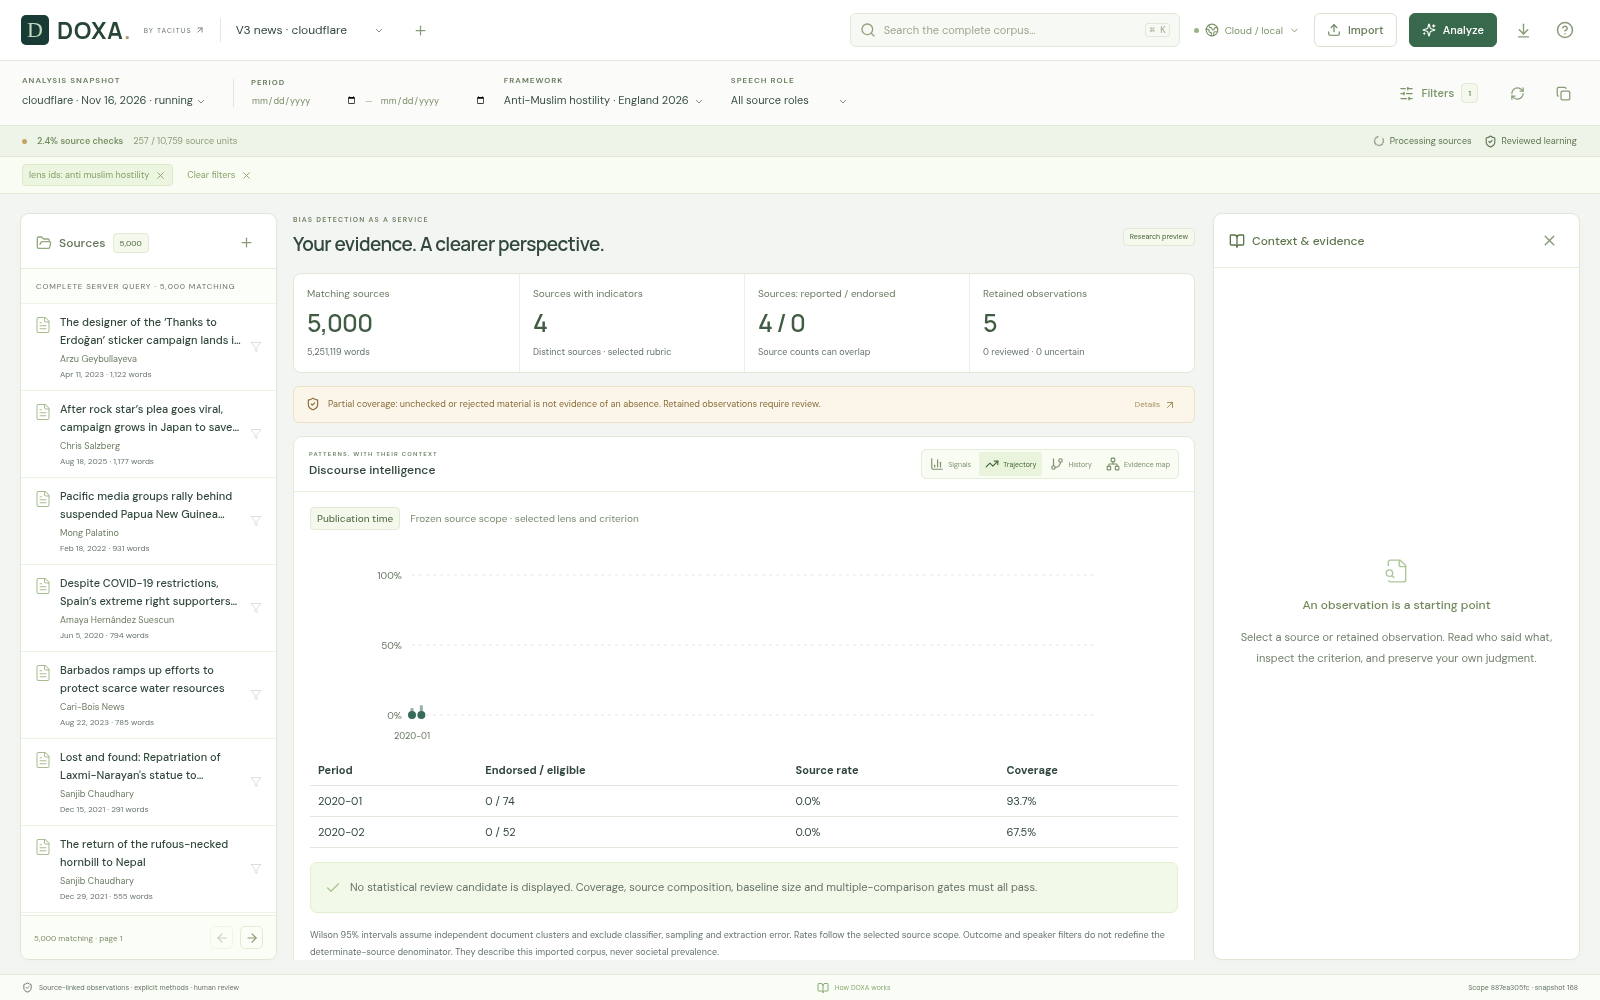 D DOXA.
BY TACITUS
V3 news · cloudflare
Search the complete corpus...
⌘ K
Cloud / local
Import
Analyze
ANALYSIS SNAPSHOT
cloudflare · Nov 16, 2026 · running
PERIOD
mm/dd/yyyy – mm/dd/yyyy
FRAMEWORK
Anti-Muslim hostility · England 2026
SPEECH ROLE
All source roles
Filters 1
2.4% source checks 257 / 10,759 source units
Processing sources
Reviewed learning
lens ids: anti muslim hostility
Clear filters
Sources 5,000
COMPLETE SERVER QUERY · 5,000 MATCHING
The designer of the ‘Thanks to
Erdoğan’ sticker campaign lands i...
Arzu Geybullayeva
Apr 11, 2023 · 1,122 words
After rock star’s plea goes viral,
campaign grows in Japan to save...
Chris Salzberg
Aug 18, 2025 · 1,177 words
Pacific media groups rally behind
suspended Papua New Guinea...
Mong Palatino
Feb 18, 2022 · 931 words
Despite COVID-19 restrictions,
Spain’s extreme right supporters...
Amaya Hernández Suescun
Jun 5, 2020 · 794 words
Barbados ramps up efforts to
protect scarce water resources
Cari-Bois News
Aug 22, 2023 · 785 words
Lost and found: Repatriation of
Laxmi-Narayan's statue to...
Sanjib Chaudhary
Dec 15, 2021 · 291 words
The return of the rufous-necked
hornbill to Nepal
Sanjib Chaudhary
Dec 29, 2021 · 555 words
5,000 matching · page 1
BIAS DETECTION AS A SERVICE
Your evidence. A clearer perspective.
Research preview
Matching sources
5,000
5,251,119 words
Sources with indicators
4
Distinct sources · selected rubric
Sources: reported / endorsed
4 / 0
Source counts can overlap
Retained observations
5
0 reviewed · 0 uncertain
Partial coverage: unchecked or rejected material is not evidence of an absence. Retained observations require review.
Details
PATTERNS, WITH THEIR CONTEXT
Discourse intelligence
Signals
Trajectory
History
Evidence map
Publication time
Frozen source scope · selected lens and criterion
100%
50%
0%
2020-01
Period Endorsed / eligible Source rate Coverage
2020-01 0 / 74 0.0% 93.7%
2020-02 0 / 52 0.0% 67.5%
No statistical review candidate is displayed. Coverage, source composition, baseline size and multiple-comparison gates must all pass.
Wilson 95% intervals assume independent document clusters and exclude classifier, sampling and extraction error. Rates follow the selected source scope. Outcome and speaker filters do not redefine the
determinate-source denominator. They describe this imported corpus, never societal prevalence.
Context & evidence
An observation is a starting point
Select a source or retained observation. Read who said what,
inspect the criterion, and preserve your own judgment.
Source-linked observations · explicit methods · human review
How DOXA works
Scope 887ea305fc · snapshot 168